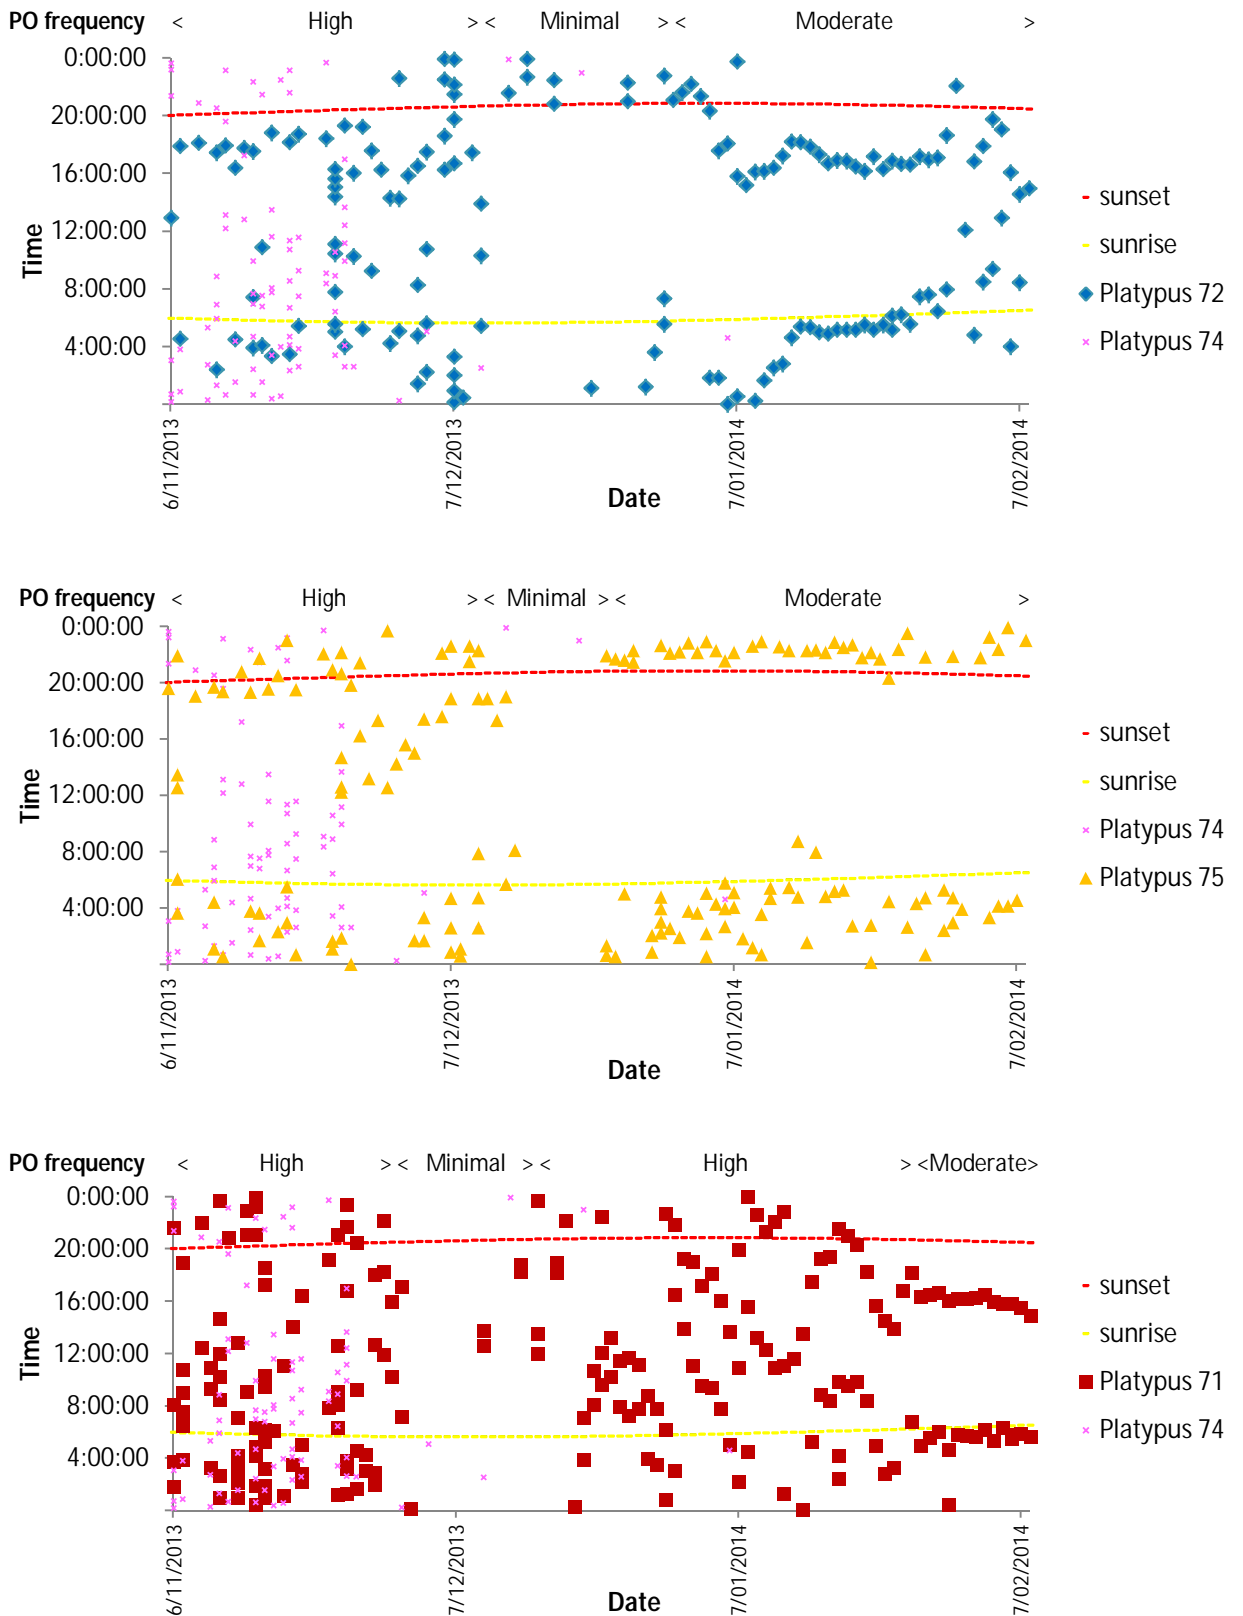 PO frequency < High > < Minimal > < Moderate >
0:00:00
20:00:00
16:00:00
12:00:00
8:00:00
4:00:00
Time
6/11/2013
7/12/2013
7/01/2014
7/02/2014
Date
sunset
sunrise
Platypus 72
Platypus 74
PO frequency < High > < Minimal > < Moderate >
0:00:00
20:00:00
16:00:00
12:00:00
8:00:00
4:00:00
Time
6/11/2013
7/12/2013
7/01/2014
7/02/2014
Date
sunset
sunrise
Platypus 74
Platypus 75
PO frequency < High > < Minimal > < High > <Moderate>
0:00:00
20:00:00
16:00:00
12:00:00
8:00:00
4:00:00
Time
6/11/2013
7/12/2013
7/01/2014
7/02/2014
Date
sunset
sunrise
Platypus 71
Platypus 74